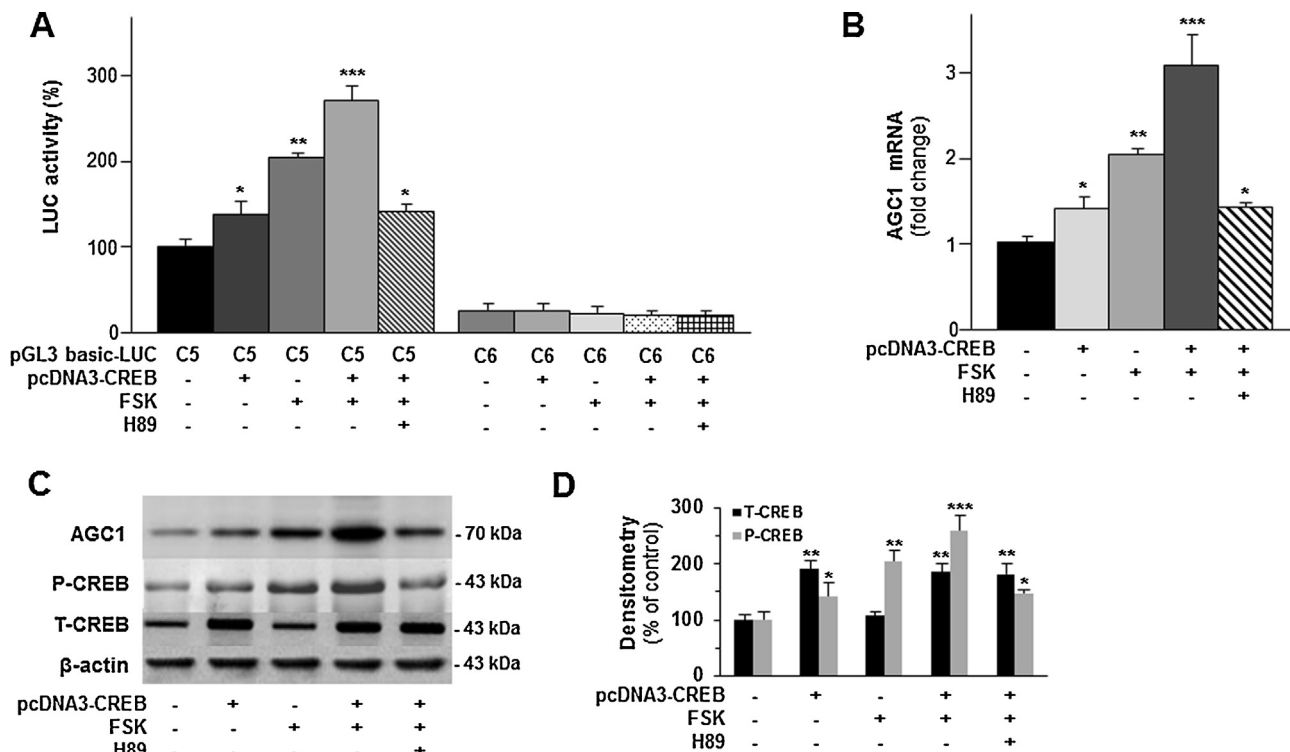 A
LUC activity (%)
300
200
100
0
* ** *** *
pGL3 basic-LUC C5 C5 C5 C5 C5 C6 C6 C6 C6 C6
pcDNA3-CREB - + - + + - + - + +
FSK - - + + + - - + + +
H89 - - - - + - - - - +
B
AGC1 mRNA
(fold change)
3
2
1
0
* ** *** *
pcDNA3-CREB - + - + +
FSK - - + + +
H89 - - - - +
C
AGC1 - 70 kDa
P-CREB - 43 kDa
T-CREB - 43 kDa
β-actin - 43 kDa
pcDNA3-CREB - + - + +
FSK - - + + +
H89 - - - - +
D
Densitometry
(% of control)
300
200
100
0
T-CREB
P-CREB
** * ** ** *** ** *
pcDNA3-CREB - + - + +
FSK - - + + +
H89 - - - - +